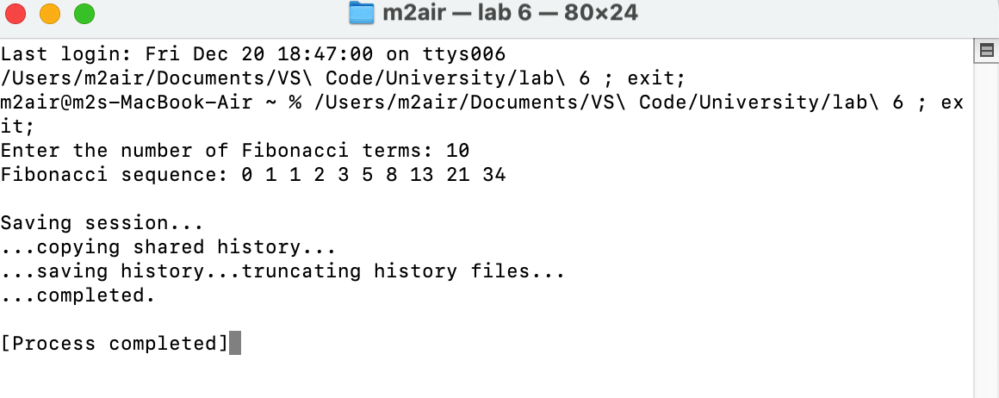 m2air — lab 6 — 80×24
Last login: Fri Dec 20 18:47:00 on ttys006
/Users/m2air/Documents/VS\ Code/University/lab\ 6 ; exit;
m2air@m2s-MacBook-Air ~ % /Users/m2air/Documents/VS\ Code/University/lab\ 6 ; ex
it;
Enter the number of Fibonacci terms: 10
Fibonacci sequence: 0 1 1 2 3 5 8 13 21 34
Saving session...
...copying shared history...
...saving history...truncating history files...
...completed.
[Process completed]